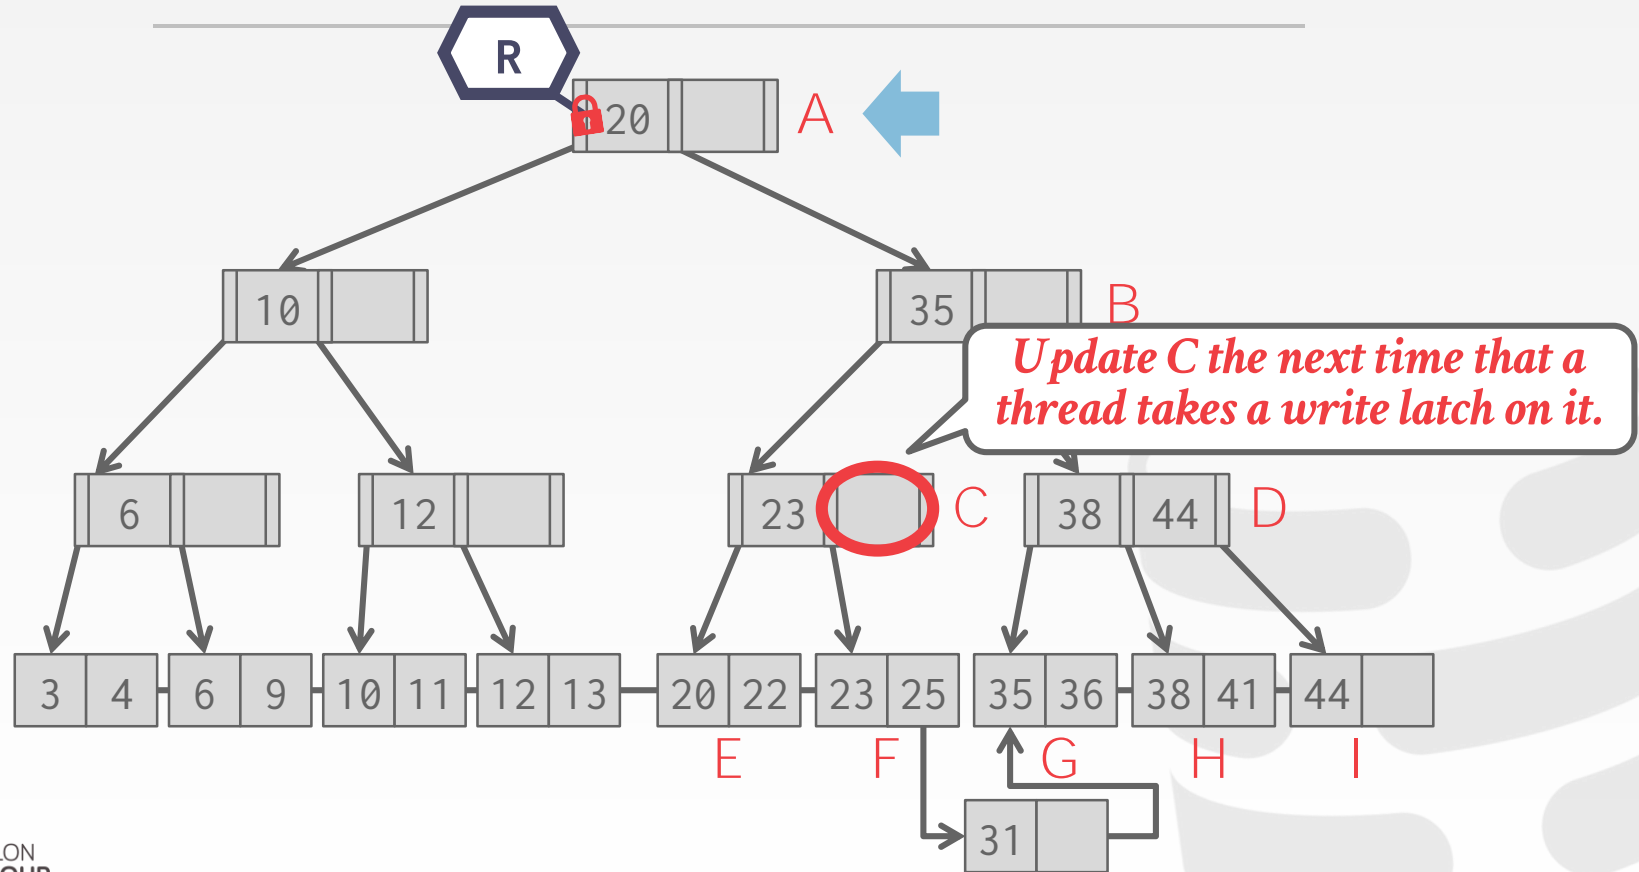 R
20
A
10
35
B
Update C the next time that a
thread takes a write latch on it.
6
12
23
C
38 44
D
3 4 6 9 10 11 12 13 20 22 23 25 35 36 38 41 44
E F G H I
31